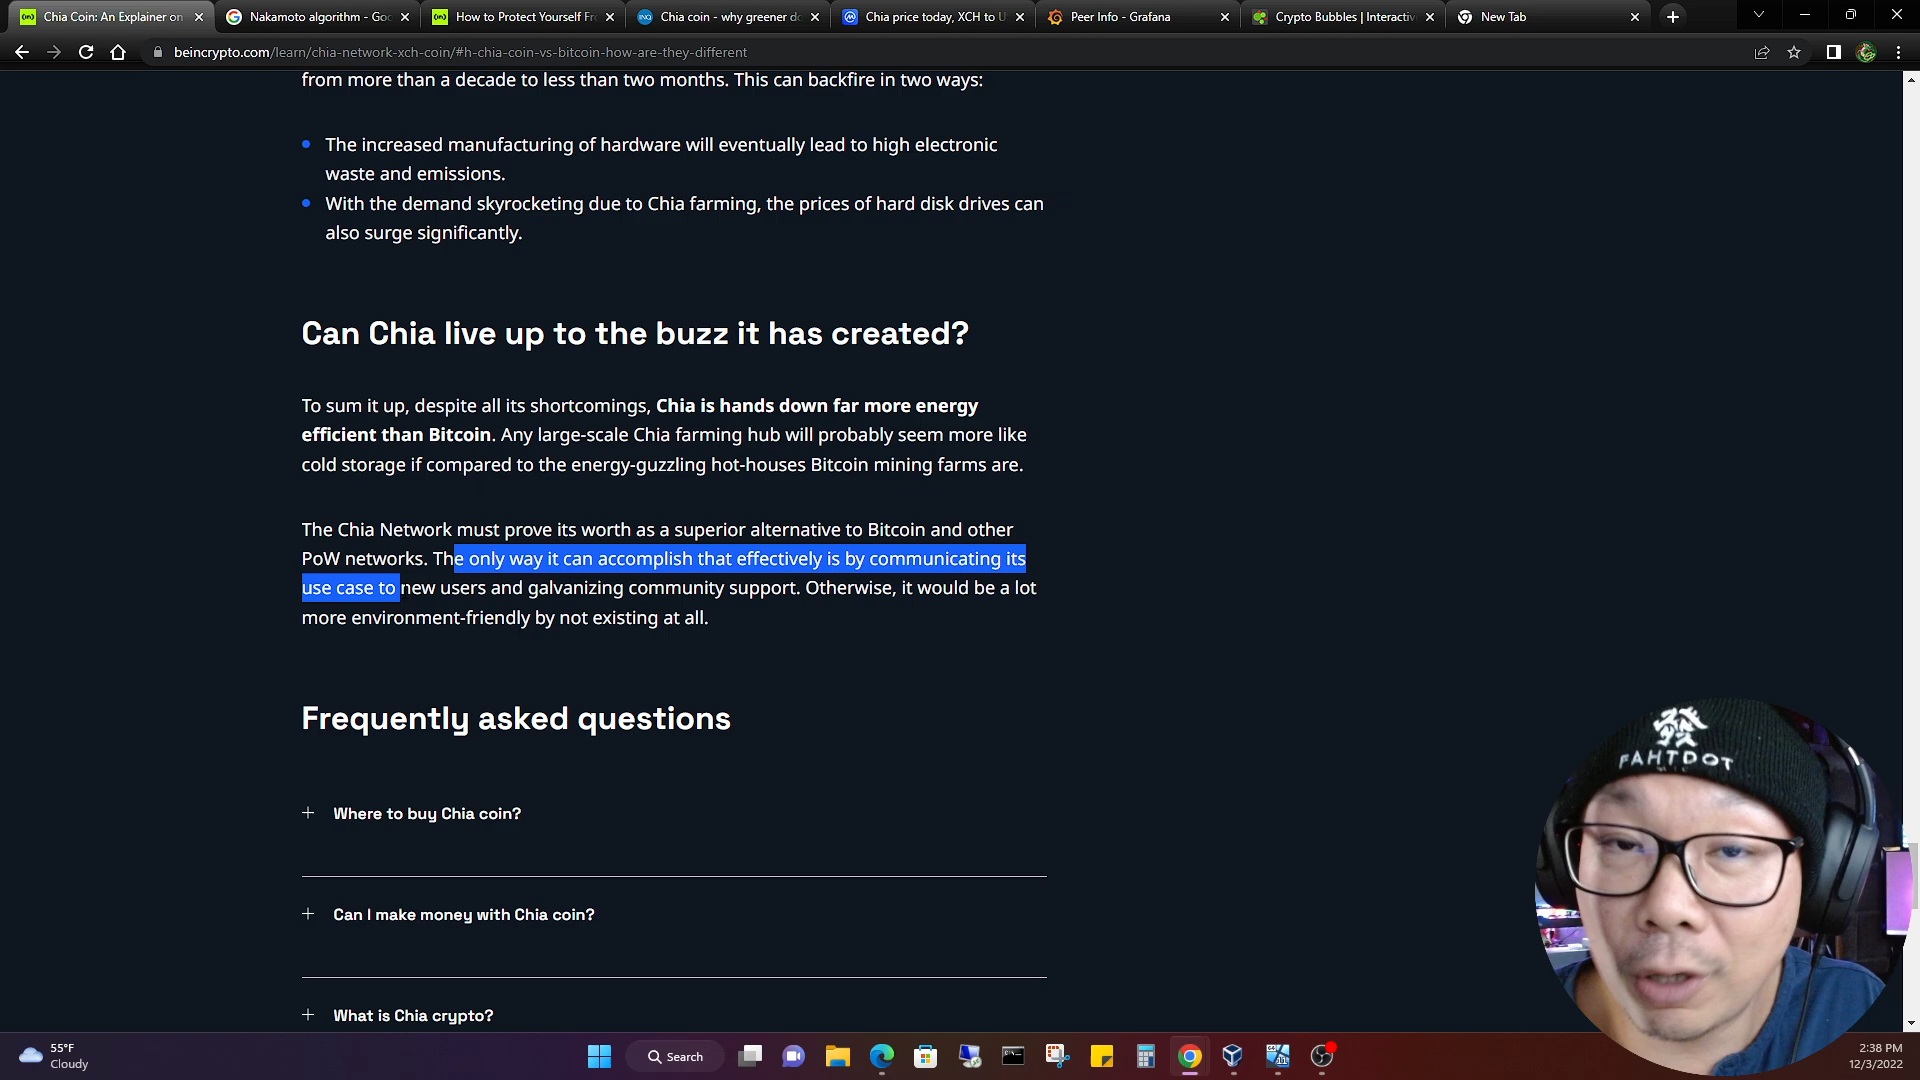 Chia Coin: An Explainer on
Nakamoto algorithm - Goo
How to Protect Yourself Fro
Chia coin - why greener do
Chia price today, XCH to U
Peer Info - Grafana
Crypto Bubbles | Interactiv
New Tab
beincrypto.com/learn/chia-network-xch-coin/#h-chia-coin-vs-bitcoin-how-are-they-different
from more than a decade to less than two months. This can backfire in two ways:
The increased manufacturing of hardware will eventually lead to high electronic
waste and emissions.
With the demand skyrocketing due to Chia farming, the prices of hard disk drives can
also surge significantly.
Can Chia live up to the buzz it has created?
To sum it up, despite all its shortcomings, Chia is hands down far more energy
efficient than Bitcoin. Any large-scale Chia farming hub will probably seem more like
cold storage if compared to the energy-guzzling hot-houses Bitcoin mining farms are.
The Chia Network must prove its worth as a superior alternative to Bitcoin and other
PoW networks. The only way it can accomplish that effectively is by communicating its
use case to new users and galvanizing community support. Otherwise, it would be a lot
more environment-friendly by not existing at all.
Frequently asked questions
Where to buy Chia coin?
Can I make money with Chia coin?
What is Chia crypto?
發
FAHTDOT
55°F
Cloudy
Search
2:38 PM
12/3/2022